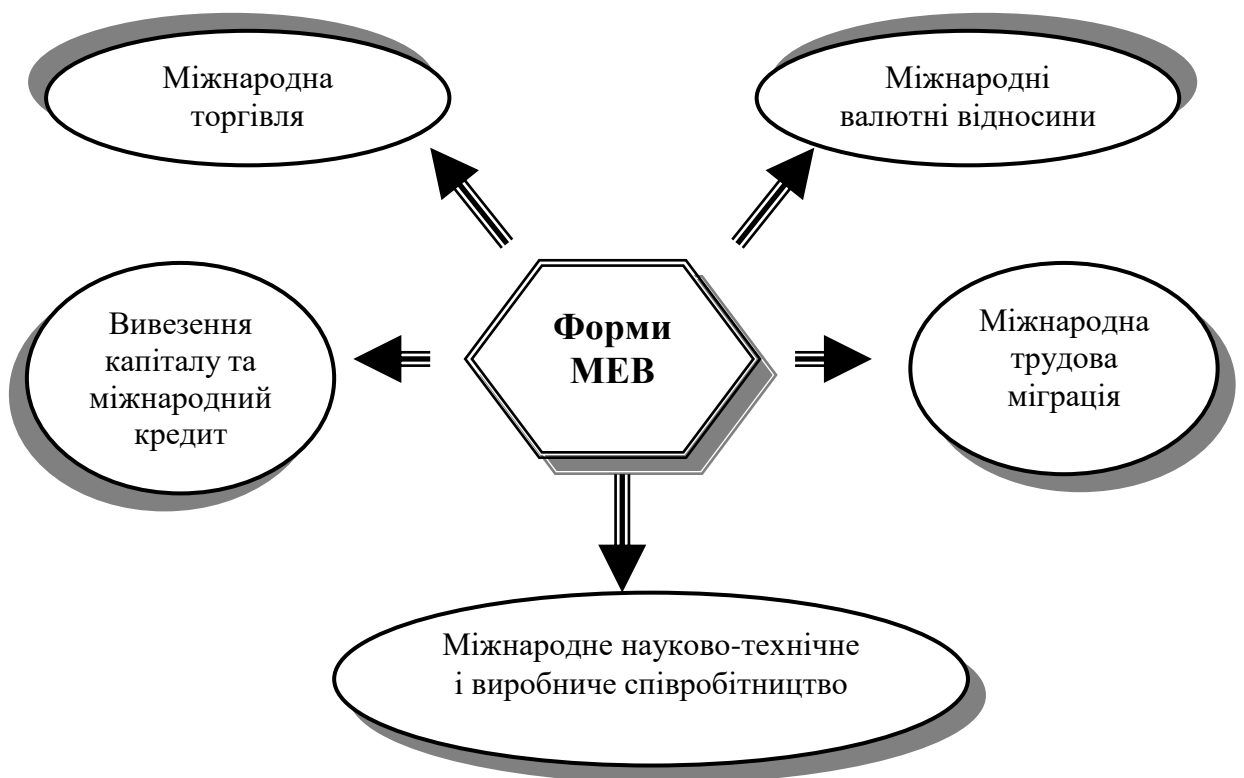 Міжнародна
торгівля
Міжнародні
валютні відносини
Форми
МЕВ
Вивезення
капіталу та
міжнародний
кредит
Міжнародна
трудова
міграція
Міжнародне науково-технічне
і виробниче співробітництво